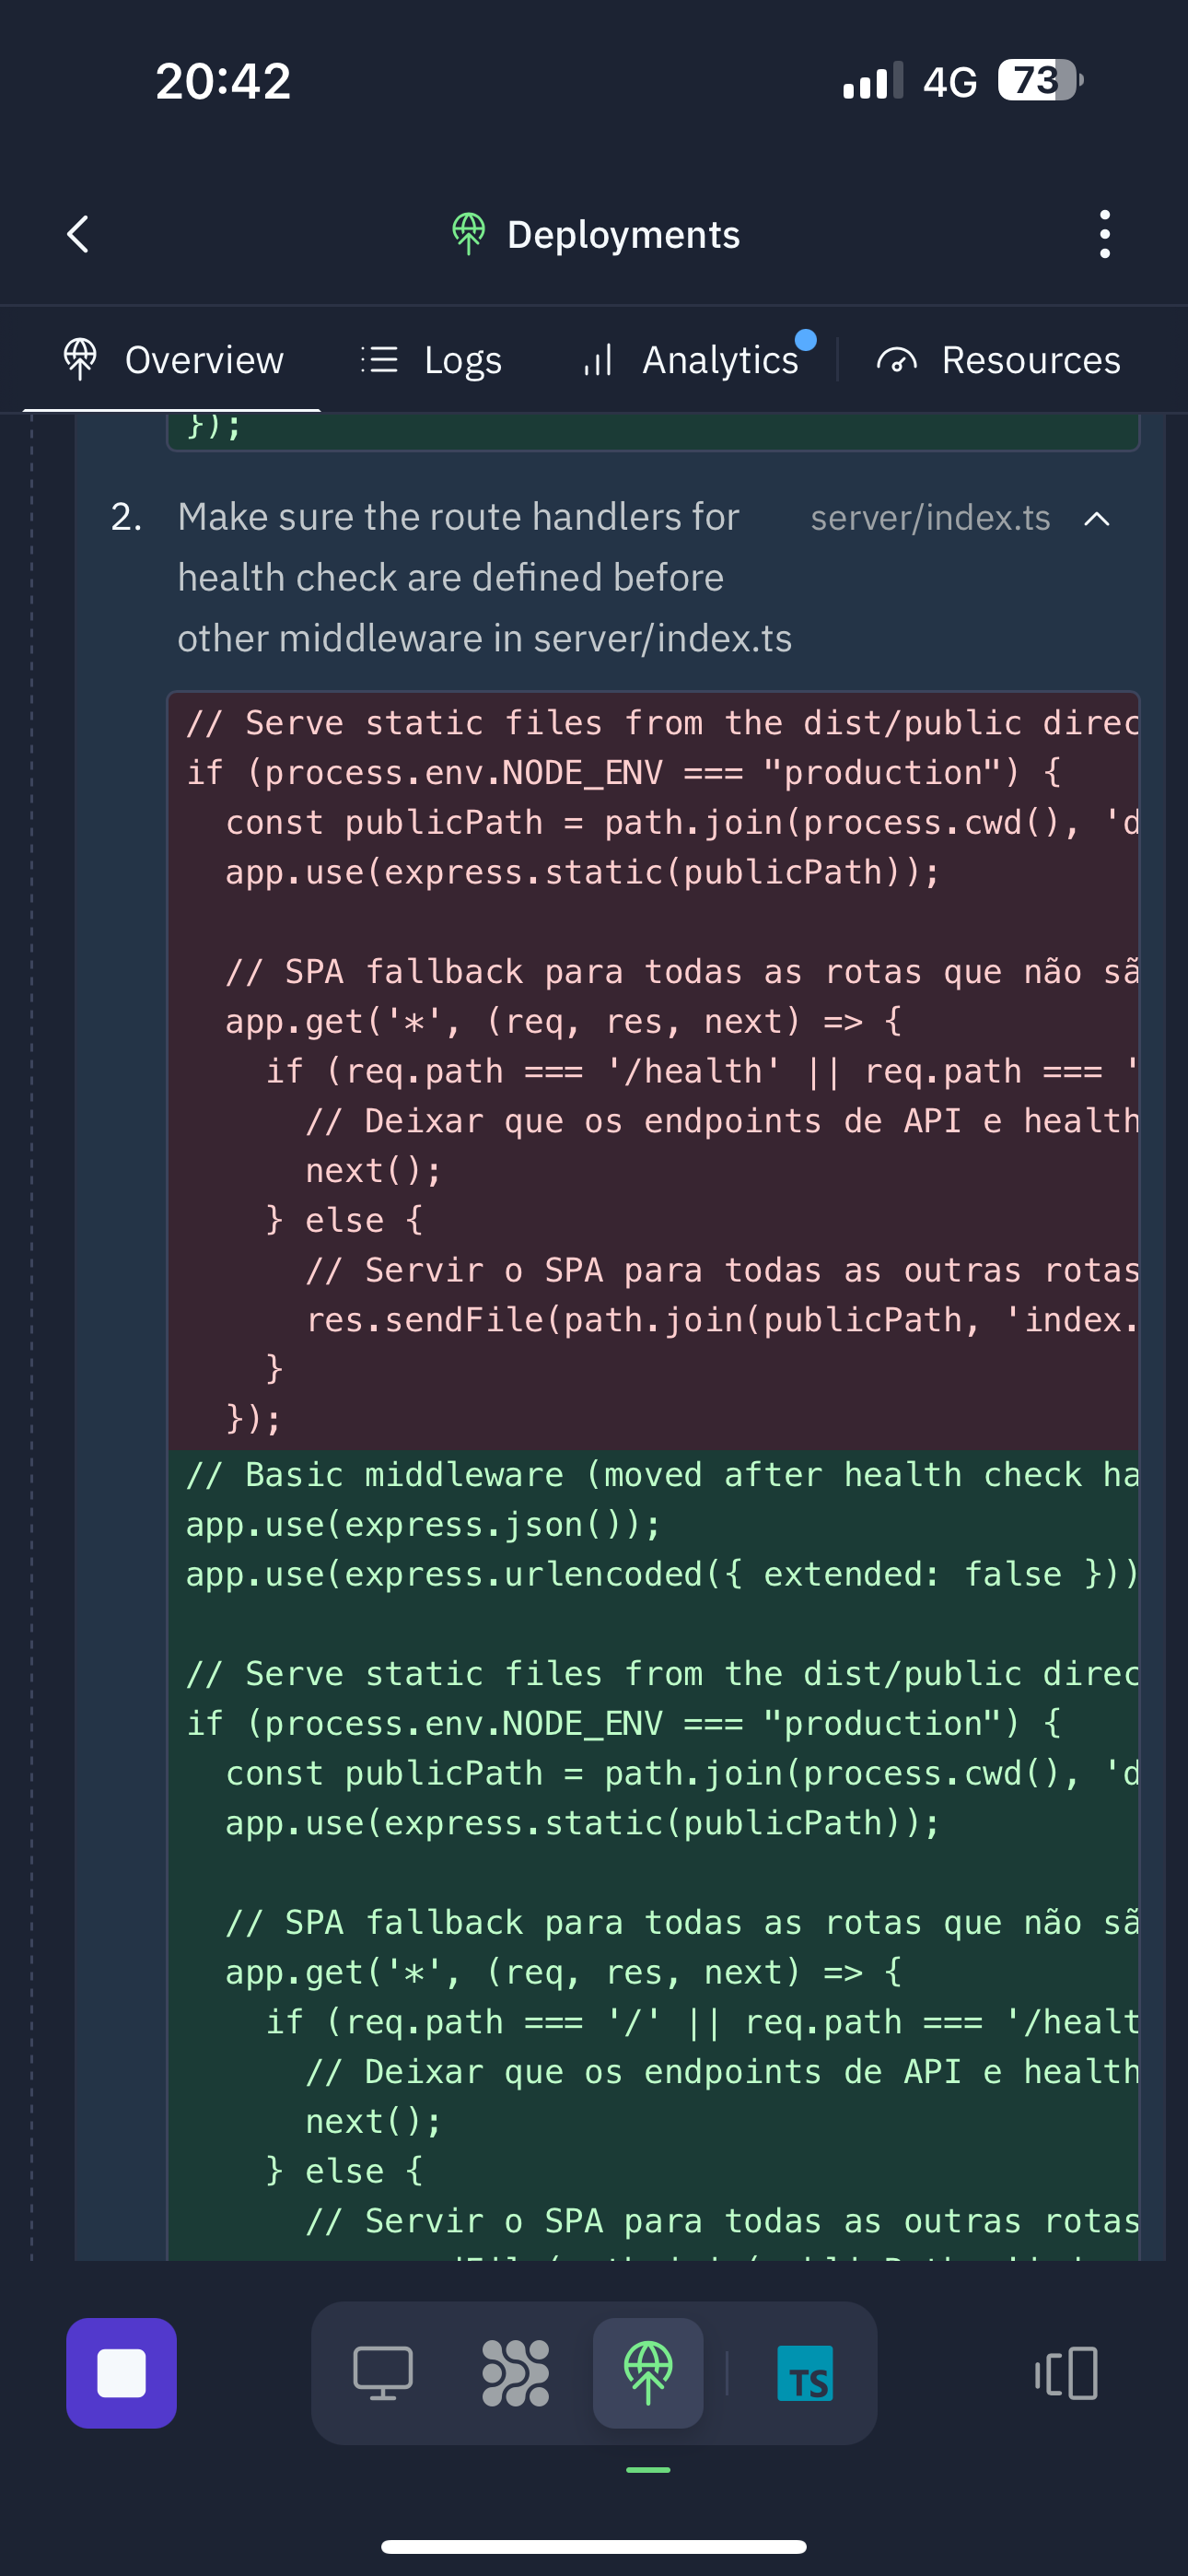 20:42
4G
73
Deployments
Overview
Logs
Analytics
Resources
});
2. Make sure the route handlers for health check are defined before other middleware in server/index.ts
server/index.ts
// Serve static files from the dist/public direc
if (process.env.NODE_ENV === "production") {
  const publicPath = path.join(process.cwd(), 'd
  app.use(express.static(publicPath));
  // SPA fallback para todas as rotas que não sã
  app.get('*', (req, res, next) => {
    if (req.path === '/health' || req.path === '
      // Deixar que os endpoints de API e health
      next();
    } else {
      // Servir o SPA para todas as outras rotas
      res.sendFile(path.join(publicPath, 'index.
    }
  });
// Basic middleware (moved after health check ha
app.use(express.json());
app.use(express.urlencoded({ extended: false }))
// Serve static files from the dist/public direc
if (process.env.NODE_ENV === "production") {
  const publicPath = path.join(process.cwd(), 'd
  app.use(express.static(publicPath));
  // SPA fallback para todas as rotas que não sã
  app.get('*', (req, res, next) => {
    if (req.path === '/' || req.path === '/healt
      // Deixar que os endpoints de API e health
      next();
    } else {
      // Servir o SPA para todas as outras rotas
TS